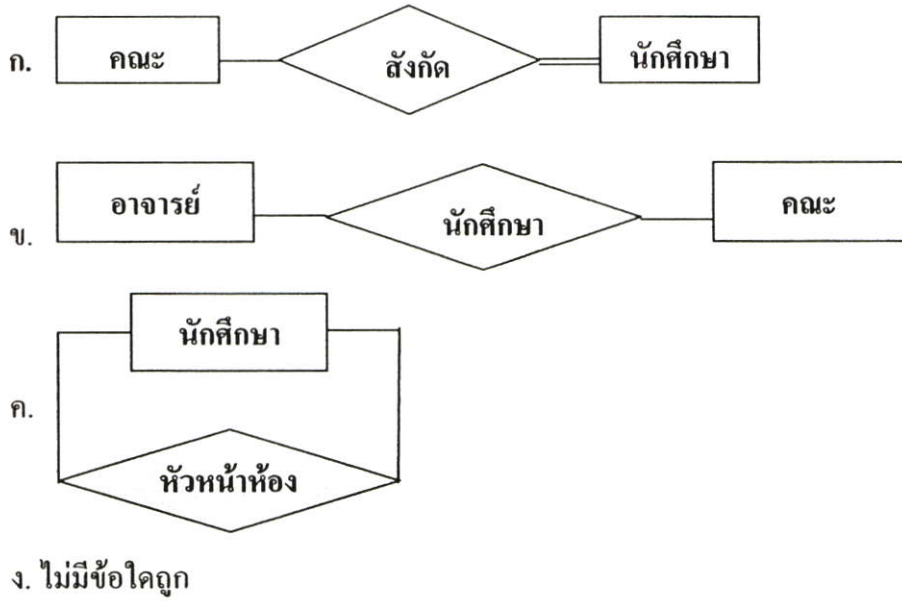 ก. คณะ สังกัด นักศึกษา
ข. อาจารย์ นักศึกษา คณะ
นักศึกษา
ค.
หัวหน้าห้อง
ง. ไม่มีข้อใดถูก